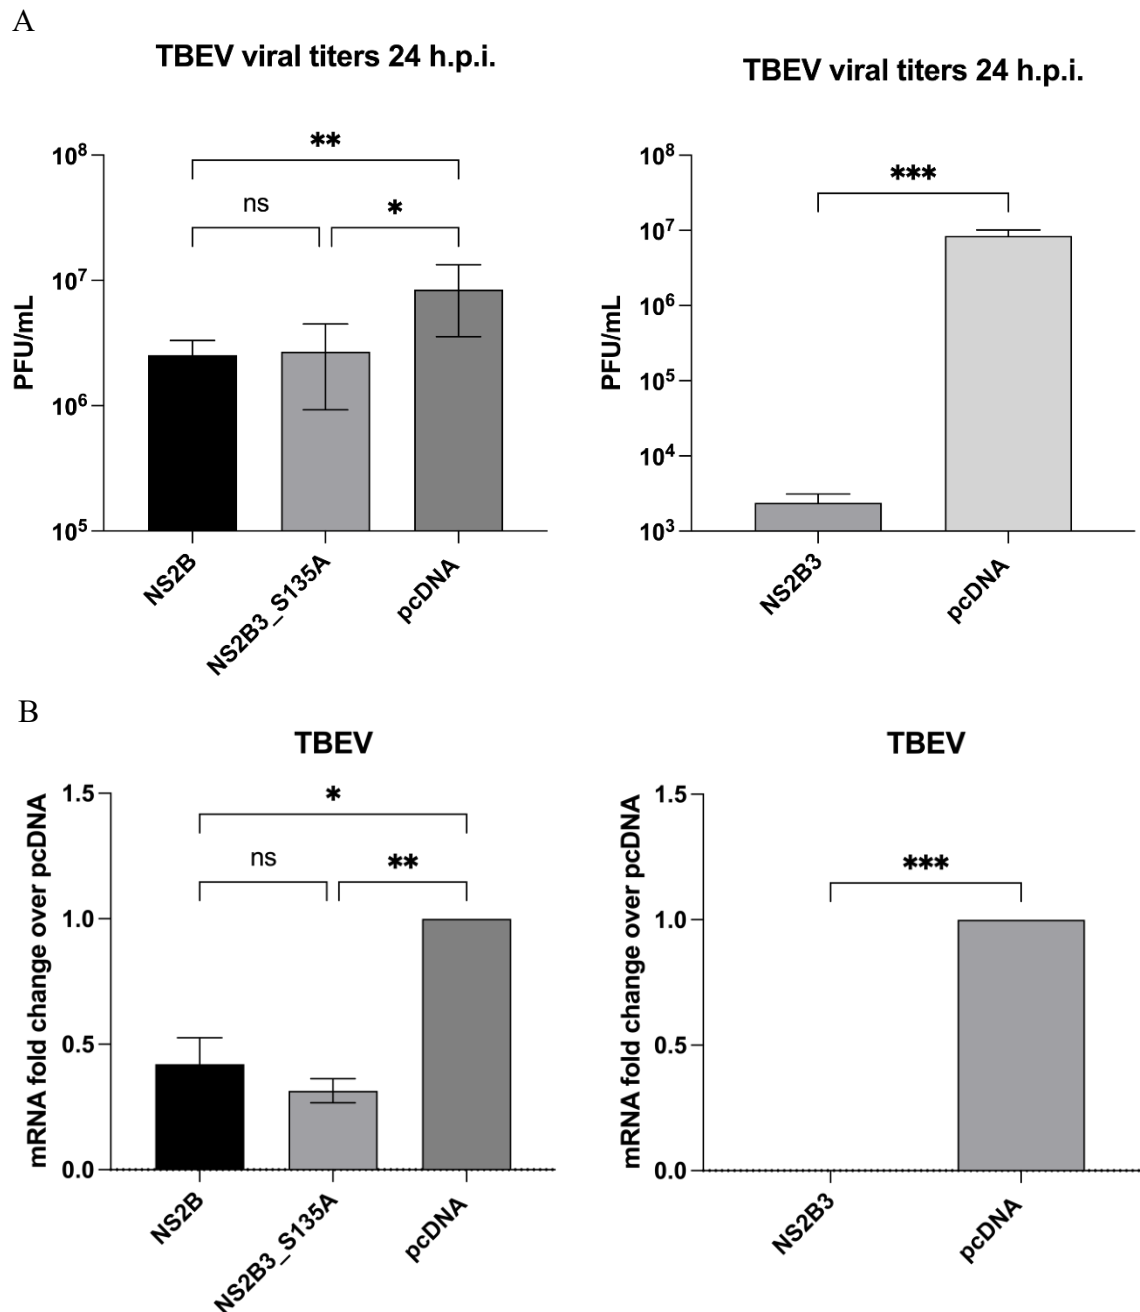 A
TBEV viral titers 24 h.p.i.
**
ns
*
10⁸
10⁷
10⁶
10⁵
PFU/mL
NS2B
NS2B3_S135A
pcDNA
TBEV viral titers 24 h.p.i.
***
10⁸
10⁷
10⁶
10⁵
10⁴
10³
PFU/mL
NS2B3
pcDNA
B
TBEV
*
ns
**
1.5
1.0
0.5
0.0
mRNA fold change over pcDNA
NS2B
NS2B3_S135A
pcDNA
TBEV
***
1.5
1.0
0.5
0.0
mRNA fold change over pcDNA
NS2B3
pcDNA